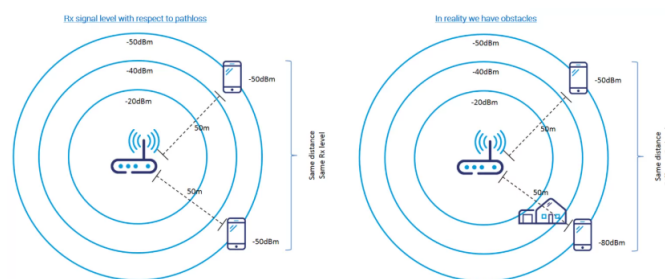 Rx signal level with respect to pathloss
-50dBm
-40dBm
-20dBm
-50dBm
50m
50m
-50dBm
Same distance
Same Rx level
In reality we have obstacles
-50dBm
-40dBm
-20dBm
-50dBm
50m
50m
-80dBm
Same distance